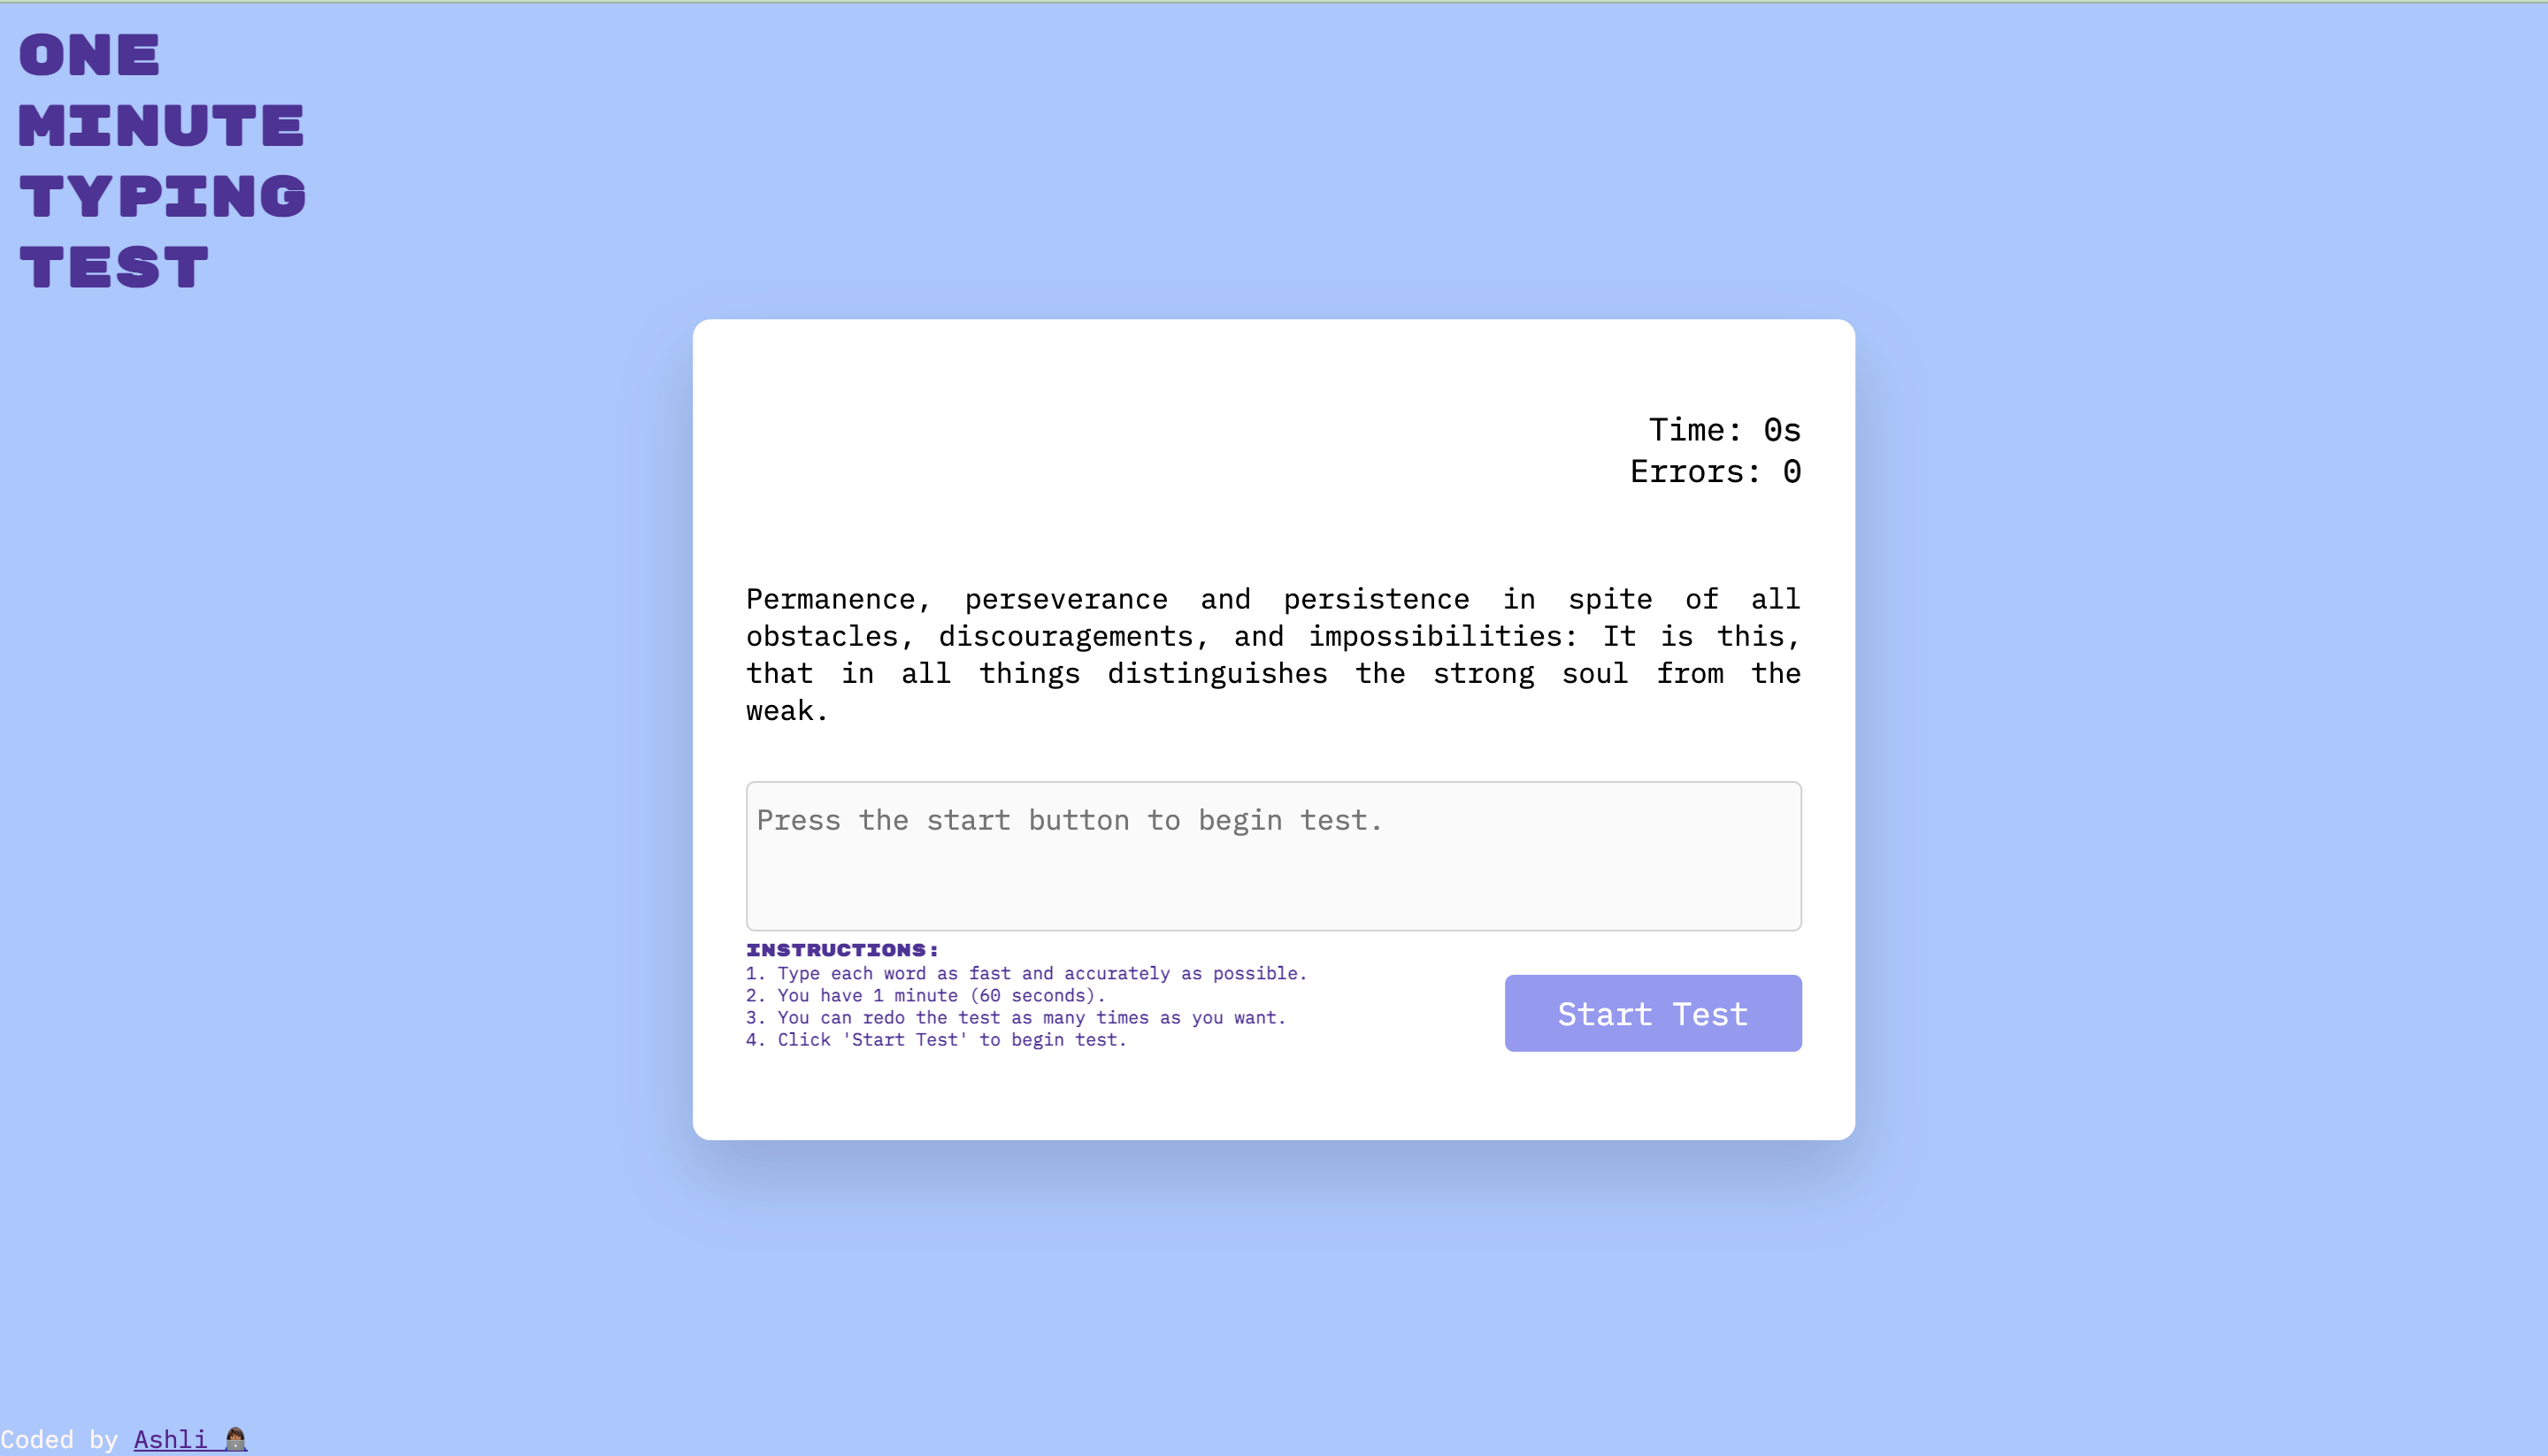 ONE
MINUTE
TYPING
TEST
Time: 0s
Errors: 0
Permanence, perseverance and persistence in spite of all
obstacles, discouragements, and impossibilities: It is this,
that in all things distinguishes the strong soul from the
weak.
Press the start button to begin test.
INSTRUCTIONS:
1. Type each word as fast and accurately as possible.
2. You have 1 minute (60 seconds).
3. You can redo the test as many times as you want.
4. Click 'Start Test' to begin test.
Start Test
Coded by Ashli 👩🏾‍💻